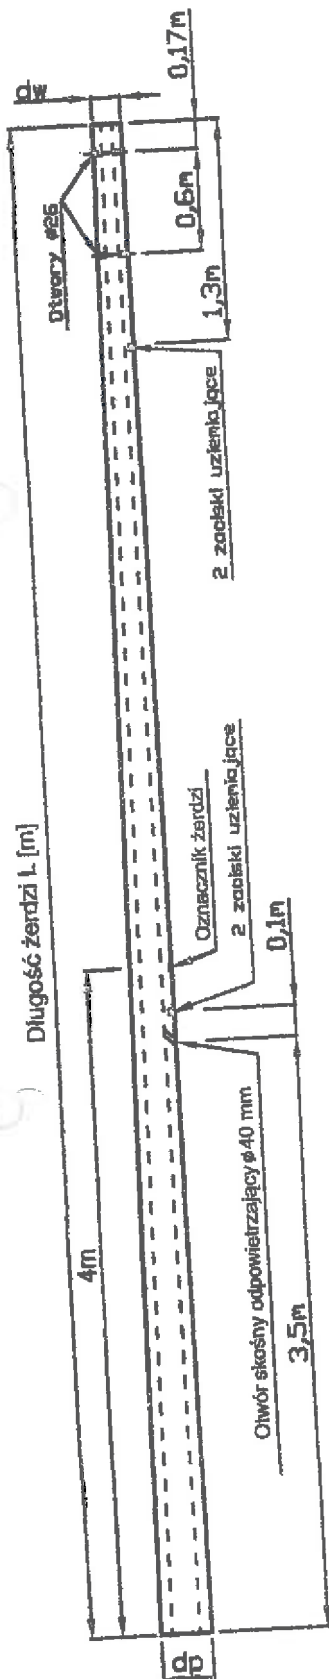 Długość żerdzi L [m]
4m
Otwory ø26
dw
0,17m
0,6m
1,3m
2 zaciski uziemiające
Oznacznik żerdzi
2 zaciski uziemiające
0,1m
Otwór skośny odpowietrzający ø40 mm
3,5m
dp